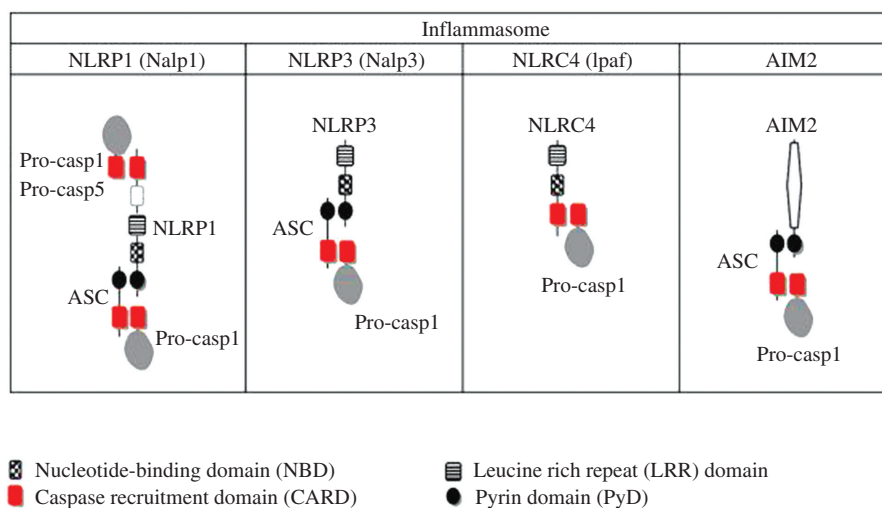 Inflammasome
NLRP1 (Nalp1)
NLRP3 (Nalp3)
NLRC4 (lpaf)
AIM2
Pro-casp1
Pro-casp5
NLRP1
ASC
Pro-casp1
NLRP3
ASC
Pro-casp1
NLRC4
Pro-casp1
AIM2
ASC
Pro-casp1
Nucleotide-binding domain (NBD)
Leucine rich repeat (LRR) domain
Caspase recruitment domain (CARD)
Pyrin domain (PyD)